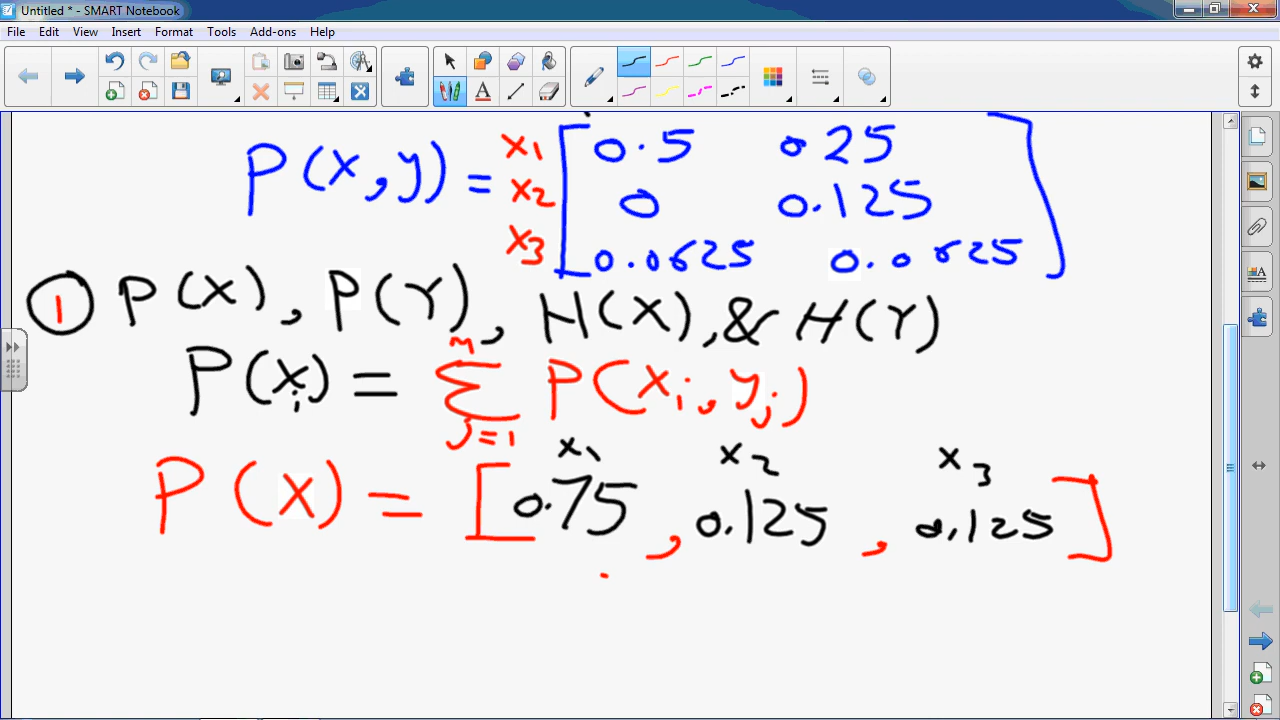 Untitled * - SMART Notebook
File Edit View Insert Format Tools Add-ons Help
P(X,y) = x1 [ 0.5 0.25
x2 0 0.125
x3 0.0625 0.0625 ]
① P(X), P(Y), H(X), & H(Y)
P(xi) = Σ j=1 m P(xi, yj)
x1 x2 x3
P(X) = [ 0.75, 0.125, 0.125 ]